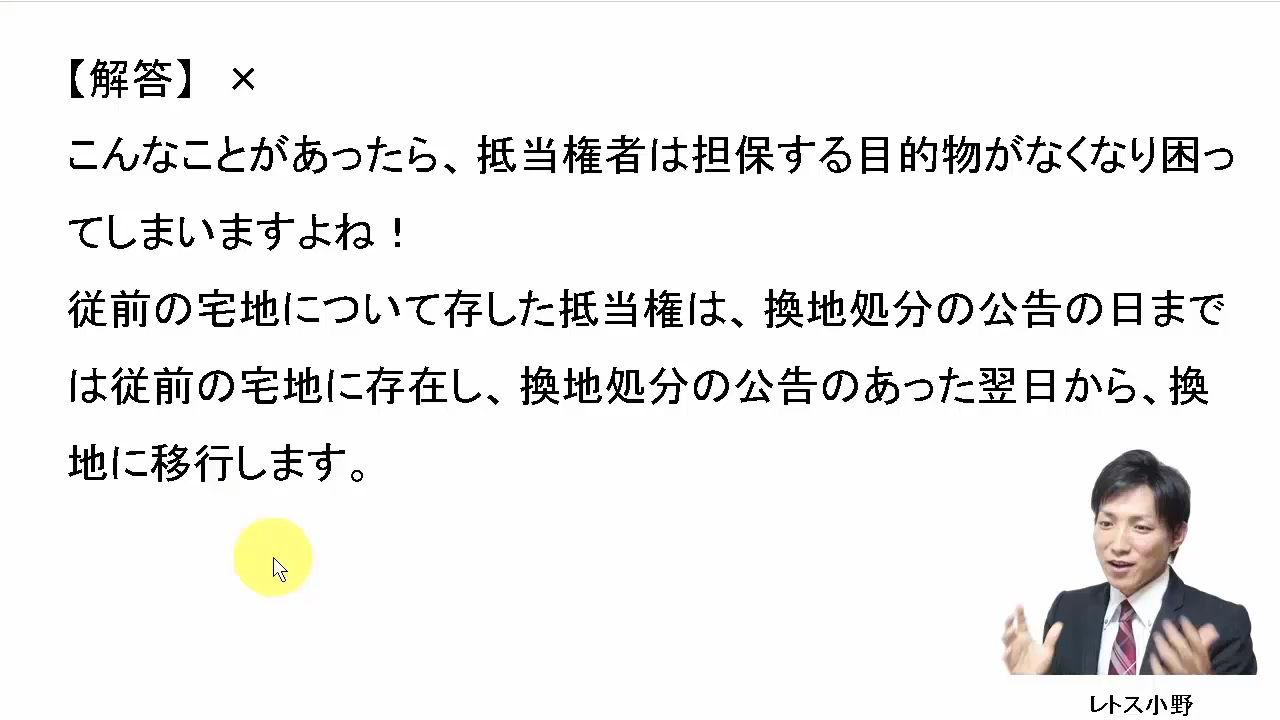 【解答】 ×
こんなことがあったら、抵当権者は担保する目的物がなくなり困っ
てしまいますよね！
従前の宅地について存した抵当権は、換地処分の公告の日まで
は従前の宅地に存在し、換地処分の公告のあった翌日から、換
地に移行します。
レトス小野